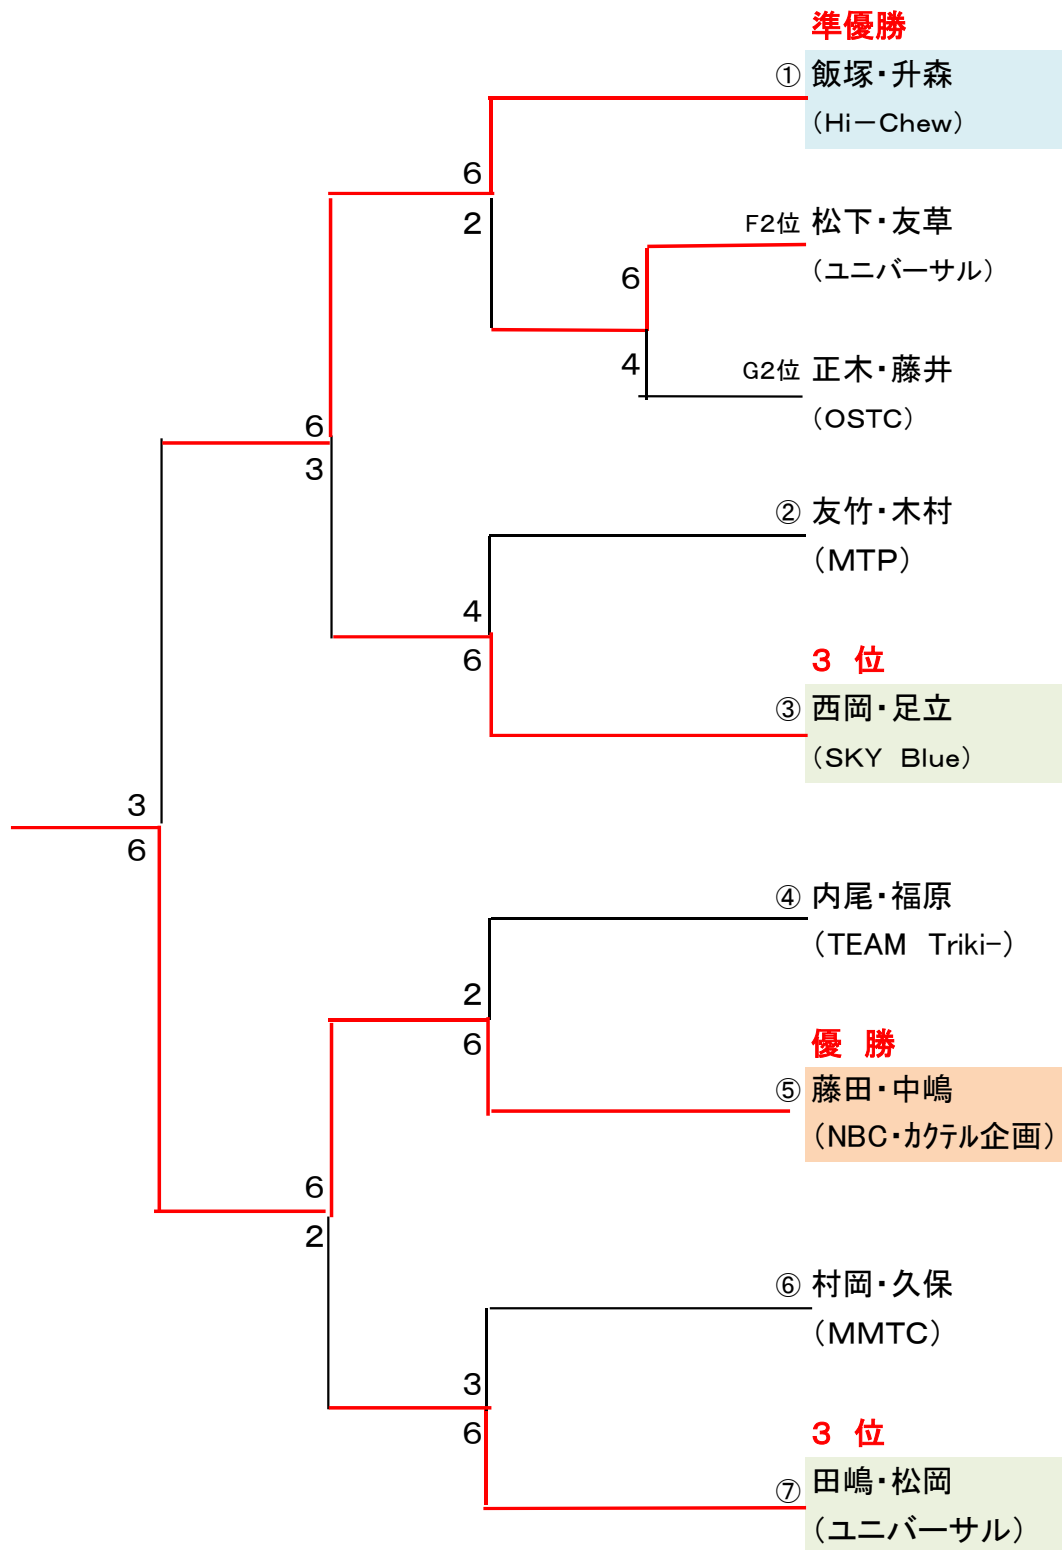 準優勝
① 飯塚・升森
（Hi－Chew）
6
2
F2位 松下・友草
（ユニバーサル）
6
4
G2位 正木・藤井
（OSTC）
6
3
② 友竹・木村
（MTP）
4
6
3 位
③ 西岡・足立
（SKY Blue）
3
6
④ 内尾・福原
（TEAM Triki−）
2
6
優 勝
⑤ 藤田・中嶋
（NBC・ｶｸﾃﾙ企画）
6
2
⑥ 村岡・久保
（MMTC）
3
6
3 位
⑦ 田嶋・松岡
（ユニバーサル）